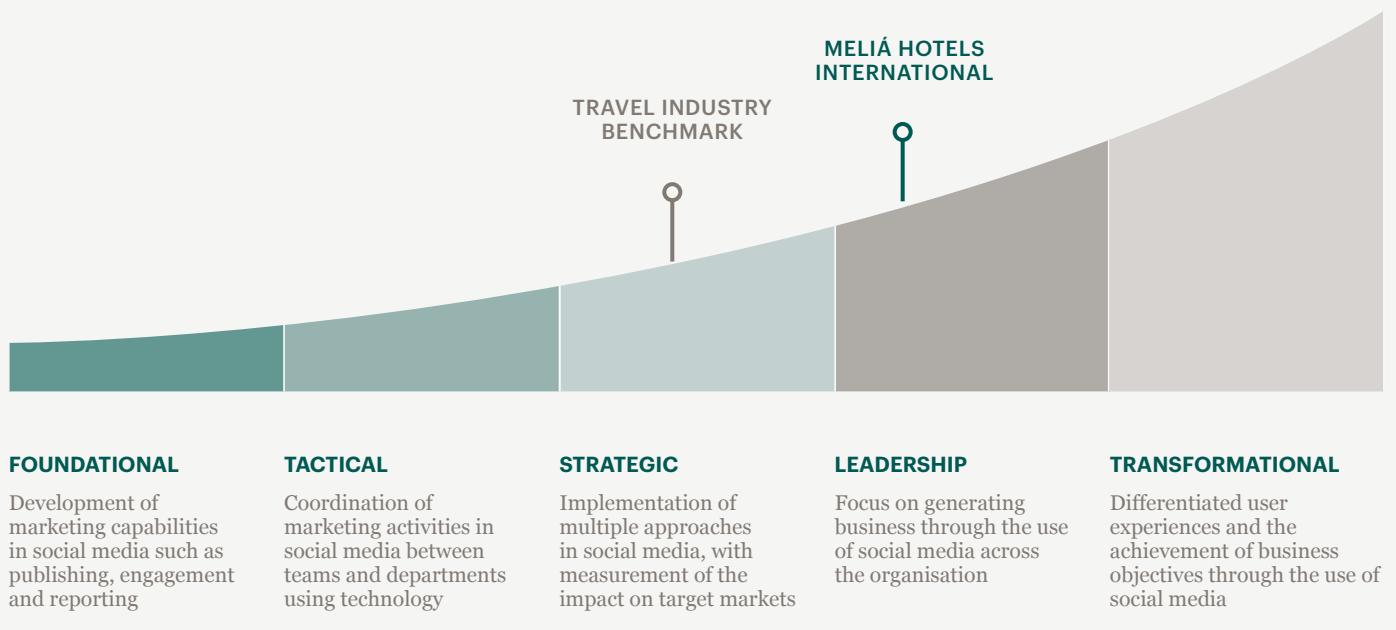 MELIÁ HOTELS
INTERNATIONAL
TRAVEL INDUSTRY
BENCHMARK
FOUNDATIONAL
Development of
marketing capabilities
in social media such as
publishing, engagement
and reporting
TACTICAL
Coordination of
marketing activities in
social media between
teams and departments
using technology
STRATEGIC
Implementation of
multiple approaches
in social media, with
measurement of the
impact on target markets
LEADERSHIP
Focus on generating
business through the use
of social media across
the organisation
TRANSFORMATIONAL
Differentiated user
experiences and the
achievement of business
objectives through the use of
social media